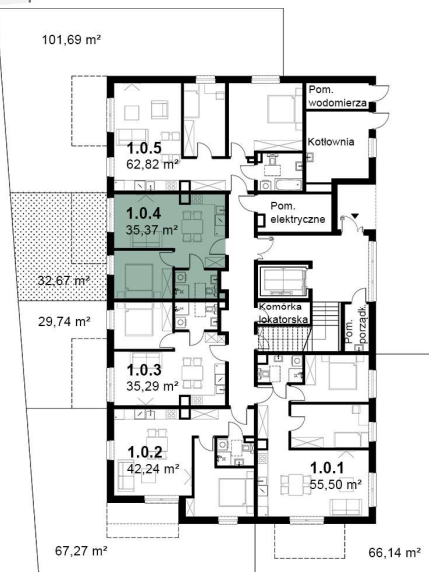 101,69 m²
Pom.
wodomierza
Kotłownia
1.0.5
62,82 m²
1.0.4
35,37 m²
Pom.
elektryczne
32,67 m²
29,74 m²
Komórka
lokatorska
Pom.
porządk.
1.0.3
35,29 m²
1.0.2
42,24 m²
1.0.1
55,50 m²
67,27 m²
66,14 m²